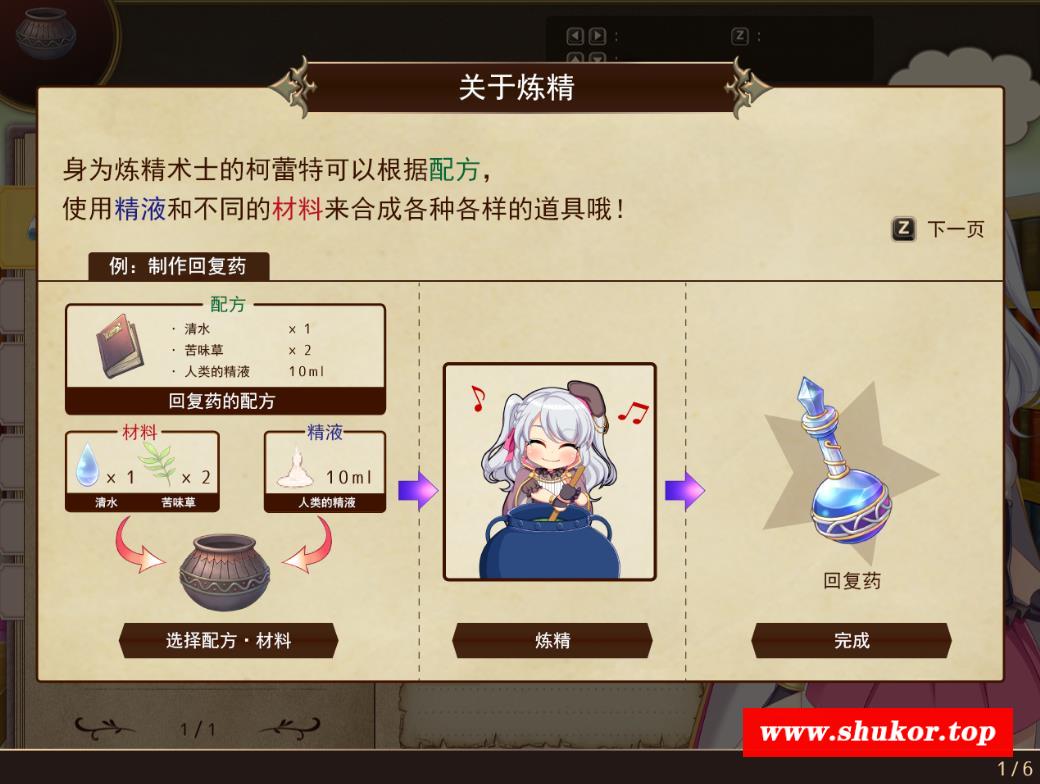 Z :
关于炼精
身为炼精术士的柯蕾特可以根据配方，
使用精液和不同的材料来合成各种各样的道具哦！
Z 下一页
例：制作回复药
配方
· 清水 × 1
· 苦味草 × 2
· 人类的精液 10ml
回复药的配方
材料
精液
× 1 × 2
10ml
清水 苦味草
人类的精液
回复药
选择配方·材料
炼精
完成
1/1
www.shukor.top
1/6